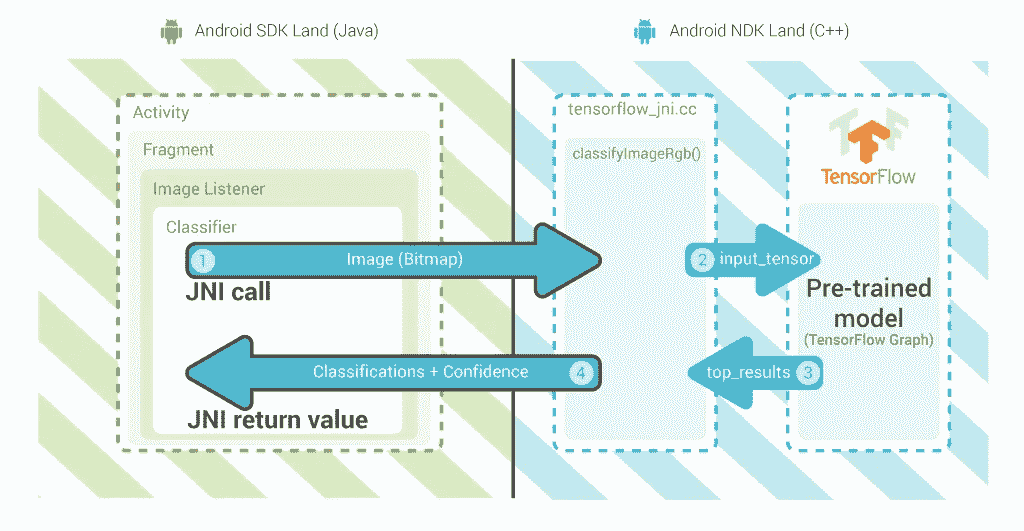 Android SDK Land (Java)
Android NDK Land (C++)
Activity
Fragment
Image Listener
Classifier
1 Image (Bitmap)
JNI call
Classifications + Confidence 4
JNI return value
tensorflow_jni.cc
classifyImageRgb()
2 input_tensor
top_results 3
TF
TensorFlow
Pre-trained
model
(TensorFlow Graph)